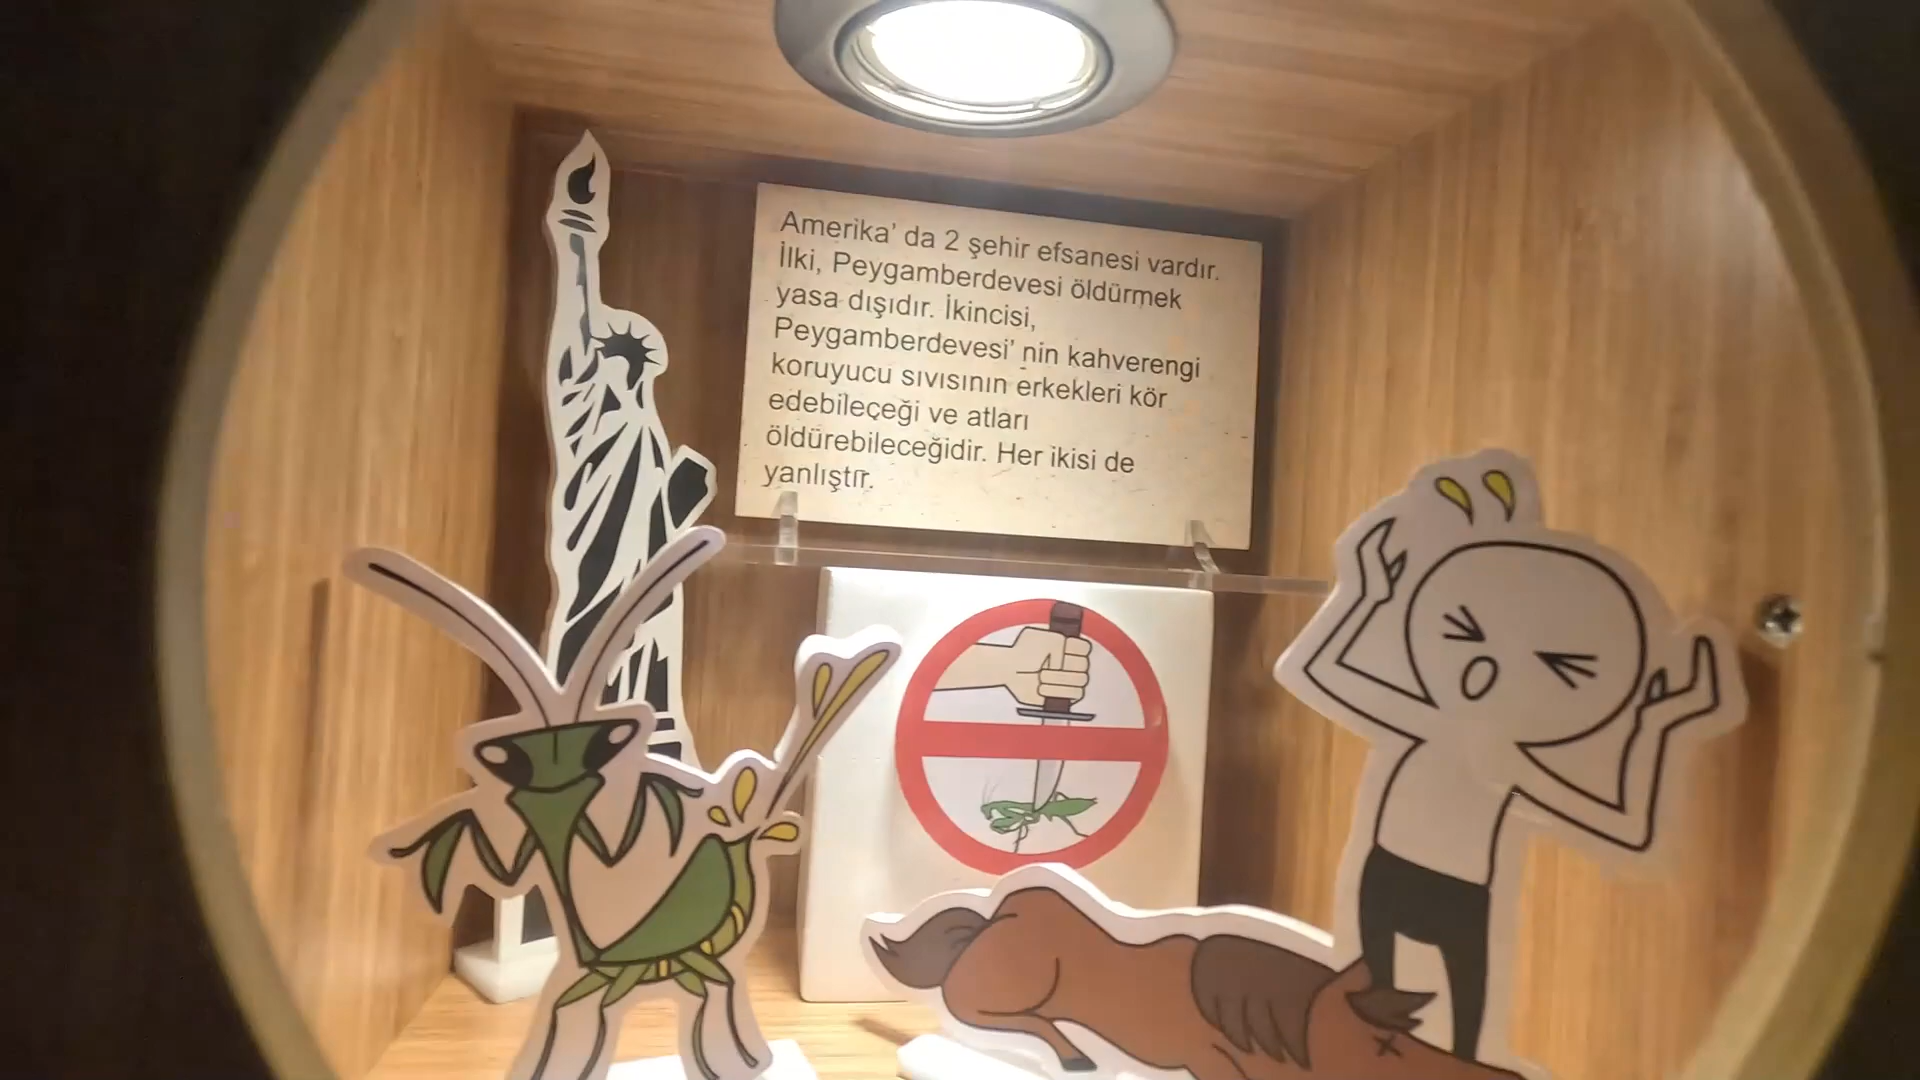 Amerika' da 2 şehir efsanesi vardır.
İlki, Peygamberdevesi öldürmek
yasa dışıdır. İkincisi,
Peygamberdevesi' nin kahverengi
koruyucu sıvısının erkekleri kör
edebileçeği ve atları
öldürebileceğidir. Her ikisi de
yanlıştır.